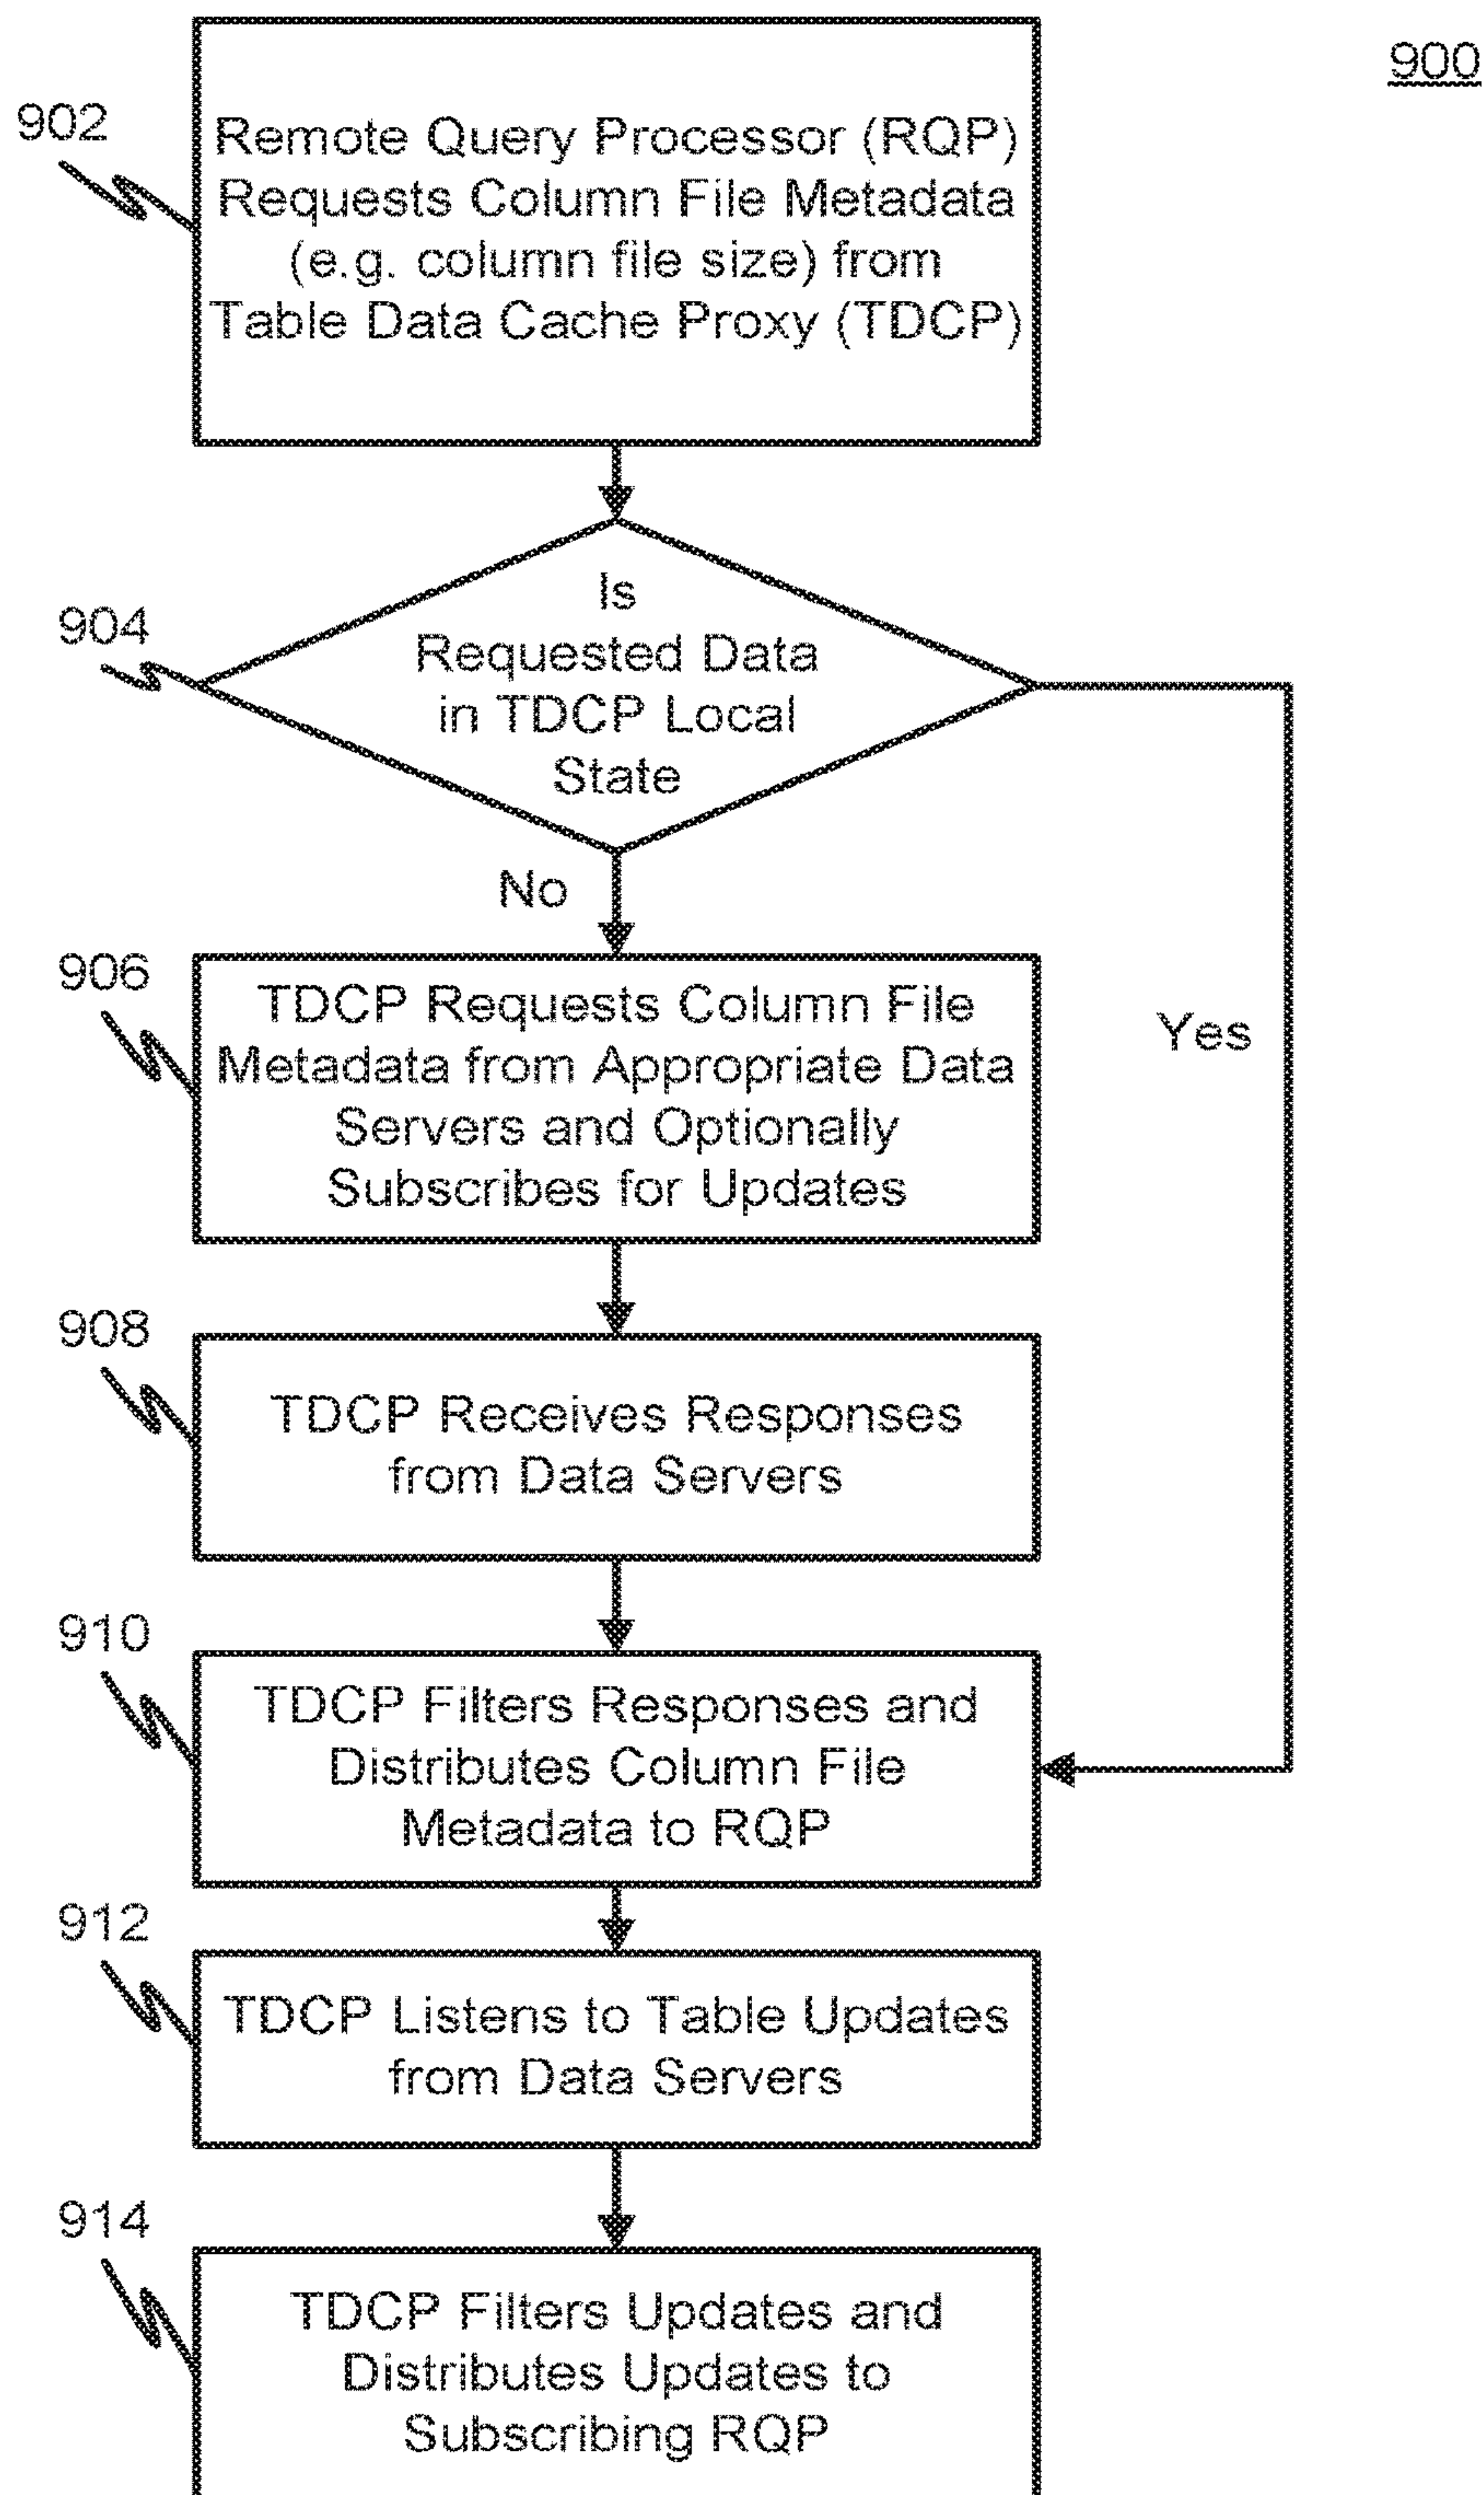 900
902
Remote Query Processor (RQP)
Requests Column File Metadata
(e.g. column file size) from
Table Data Cache Proxy (TDCP)
904
Is
Requested Data
in TDCP Local
State
No
Yes
906
TDCP Requests Column File
Metadata from Appropriate Data
Servers and Optionally
Subscribes for Updates
908
TDCP Receives Responses
from Data Servers
910
TDCP Filters Responses and
Distributes Column File
Metadata to RQP
912
TDCP Listens to Table Updates
from Data Servers
914
TDCP Filters Updates and
Distributes Updates to
Subscribing RQP